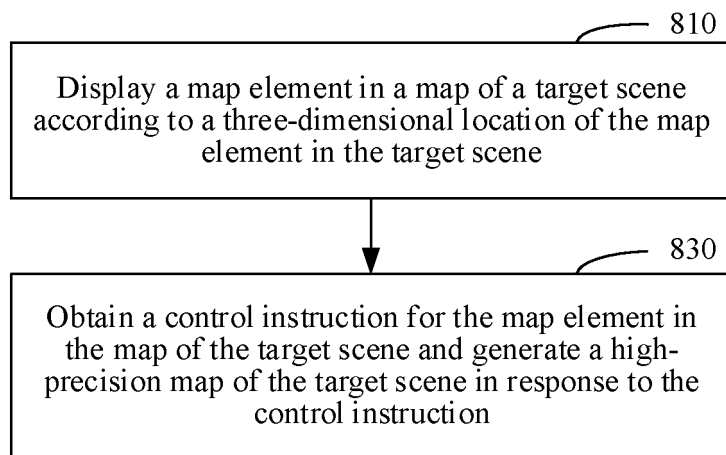 810
Display a map element in a map of a target scene
according to a three-dimensional location of the map
element in the target scene
830
Obtain a control instruction for the map element in
the map of the target scene and generate a high-
precision map of the target scene in response to the
control instruction